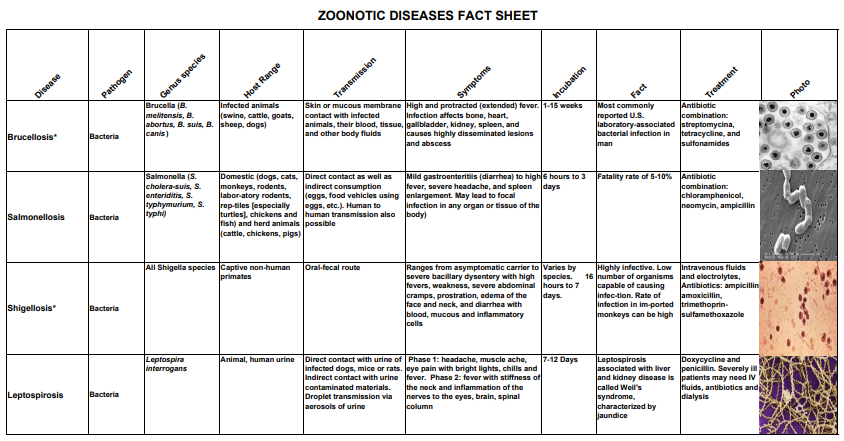 ZOONOTIC DISEASES FACT SHEET
Disease
Pathogen
Genus species
Host Range
Transmission
Symptoms
Incubation
Fact
Treatment
Photo
Brucellosis*
Bacteria
Brucella (B.
melitensis, B.
abortus, B. suis, B.
canis )
Infected animals
(swine, cattle, goats,
sheep, dogs)
Skin or mucous membrane
contact with infected
animals, their blood, tissue,
and other body fluids
High and protracted (extended) fever.
Infection affects bone, heart,
gallbladder, kidney, spleen, and
causes highly disseminated lesions
and abscess
1-15 weeks
Most commonly
reported U.S.
laboratory-associated
bacterial infection in
man
Antibiotic
combination:
streptomycina,
tetracycline, and
sulfonamides
Salmonellosis
Bacteria
Salmonella (S.
cholera-suis, S.
enteriditis, S.
typhymurium, S.
typhi)
Domestic (dogs, cats,
monkeys, rodents,
labor-atory rodents,
rep-tiles [especially
turtles], chickens and
fish) and herd animals
(cattle, chickens, pigs)
Direct contact as well as
indirect consumption
(eggs, food vehicles using
eggs, etc.). Human to
human transmission also
possible
Mild gastroenteritiis (diarrhea) to high
fever, severe headache, and spleen
enlargement. May lead to focal
infection in any organ or tissue of the
body)
6 hours to 3
days
Fatality rate of 5-10%
Antibiotic
combination:
chloramphenicol,
neomycin, ampicillin
Shigellosis*
Bacteria
All Shigella species
Captive non-human
primates
Oral-fecal route
Ranges from asymptomatic carrier to
severe bacillary dysentery with high
fevers, weakness, severe abdominal
cramps, prostration, edema of the
face and neck, and diarrhea with
blood, mucous and inflammatory
cells
Varies by
species. 16
hours to 7
days.
Highly infective. Low
number of organisms
capable of causing
infec-tion. Rate of
infection in im-ported
monkeys can be high
Intravenous fluids
and electrolytes,
Antibiotics: ampicillin
amoxicillin,
trimethoprin-
sulfamethoxazole
Leptospirosis
Bacteria
Leptospira
interrogans
Animal, human urine
Direct contact with urine of
infected dogs, mice or rats.
Indirect contact with urine
contaminated materials.
Droplet transmission via
aerosols of urine
Phase 1: headache, muscle ache,
eye pain with bright lights, chills and
fever. Phase 2: fever with stiffness of
the neck and inflammation of the
nerves to the eyes, brain, spinal
column
7-12 Days
Leptospirosis
associated with liver
and kidney disease is
called Weil's
syndrome,
characterized by
jaundice
Doxycycline and
penicillin. Severely ill
patients may need IV
fluids, antibiotics and
dialysis